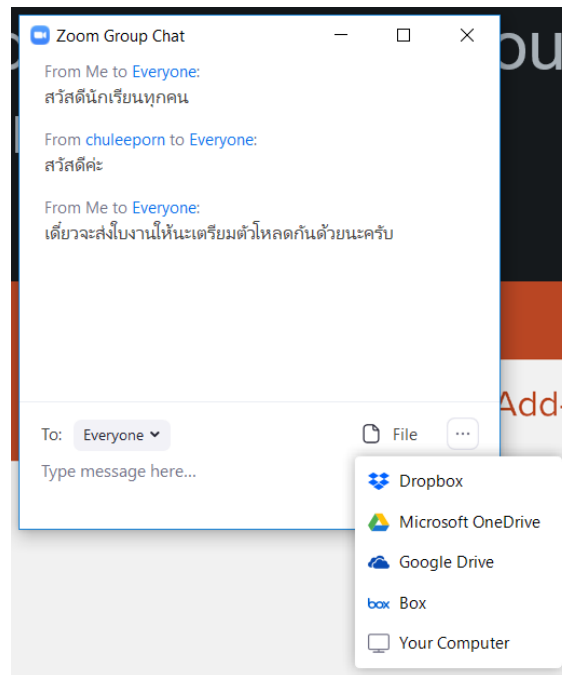 Zoom Group Chat
ou
From Me to Everyone:
สวัสดีนักเรียนทุกคน
From chuleeporn to Everyone:
สวัสดีค่ะ
From Me to Everyone:
เดี๋ยวจะส่งใบงานให้นะเตรียมตัวโหลดกันด้วยนะครับ
Add-
To: Everyone
File
...
Type message here...
Dropbox
Microsoft OneDrive
Google Drive
box Box
Your Computer